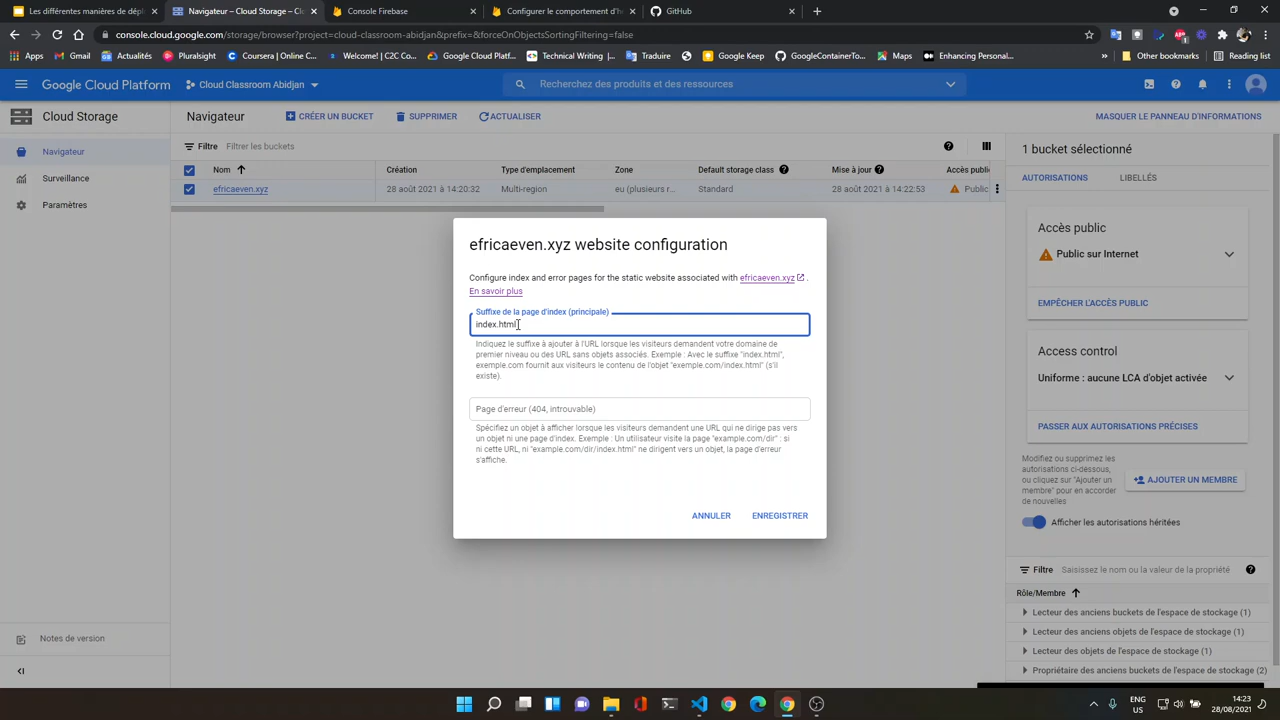 Les différentes manières de dépl
Navigateur – Cloud Storage – Cl
Console Firebase
Configurer le comportement d'he
GitHub
console.cloud.google.com/storage/browser?project=cloud-classroom-abidjan&prefix=&forceOnObjectsSortingFiltering=false
Apps
Gmail
Actualités
Pluralsight
Coursera | Online C...
Welcome! | C2C Co...
Google Cloud Platf...
Technical Writing |...
Traduire
S
Google Keep
GoogleContainerTo...
Maps
Enhancing Personal...
»
Other bookmarks
Reading list
Google Cloud Platform
Cloud Classroom Abidjan
Recherchez des produits et des ressources
Cloud Storage
Navigateur
CRÉER UN BUCKET
SUPPRIMER
ACTUALISER
MASQUER LE PANNEAU D'INFORMATIONS
Navigateur
Surveillance
Paramètres
Filtre
Filtrer les buckets
Nom
Création
Type d'emplacement
Zone
Default storage class
Mise à jour
Accès public
efricaeven.xyz
28 août 2021 à 14:20:32
Multi-region
eu (plusieurs r...
Standard
28 août 2021 à 14:22:53
Public
efricaeven.xyz website configuration
Configure index and error pages for the static website associated with efricaeven.xyz .
En savoir plus
Suffixe de la page d'index (principale)
index.html
Indiquez le suffixe à ajouter à l'URL lorsque les visiteurs demandent votre domaine de
premier niveau ou des URL sans objets associés. Exemple : Avec le suffixe "index.html",
exemple.com fournit aux visiteurs le contenu de l'objet "exemple.com/index.html" (s'il
existe).
Page d'erreur (404, introuvable)
Spécifiez un objet à afficher lorsque les visiteurs demandent une URL qui ne dirige pas vers
un objet ni une page d'index. Exemple : Un utilisateur visite la page "example.com/dir" : si
ni cette URL, ni "example.com/dir/index.html" ne dirigent vers un objet, la page d'erreur
s'affiche.
ANNULER
ENREGISTRER
1 bucket sélectionné
AUTORISATIONS
LIBELLÉS
Accès public
Public sur Internet
EMPÊCHER L'ACCÈS PUBLIC
Access control
Uniforme : aucune LCA d'objet activée
PASSER AUX AUTORISATIONS PRÉCISES
Modifiez ou supprimez les
autorisations ci-dessous,
ou cliquez sur "Ajouter un
membre" pour en accorder
de nouvelles
AJOUTER UN MEMBRE
Afficher les autorisations héritées
Filtre
Saisissez le nom ou la valeur de la propriété
Rôle/Membre
Lecteur des anciens buckets de l'espace de stockage (1)
Lecteur des anciens objets de l'espace de stockage (1)
Lecteur des objets de l'espace de stockage (1)
Propriétaire des anciens buckets de l'espace de stockage (2)
Notes de version
ENG
US
14:23
28/08/2021